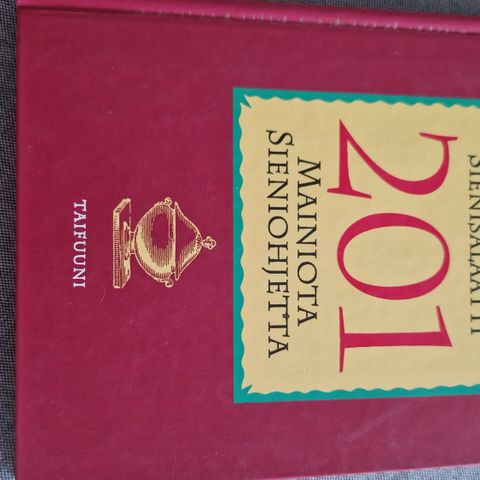 SIENISALAATTI
201
MAINIOTA
SIENIOHJETTA
TAIFUUNI